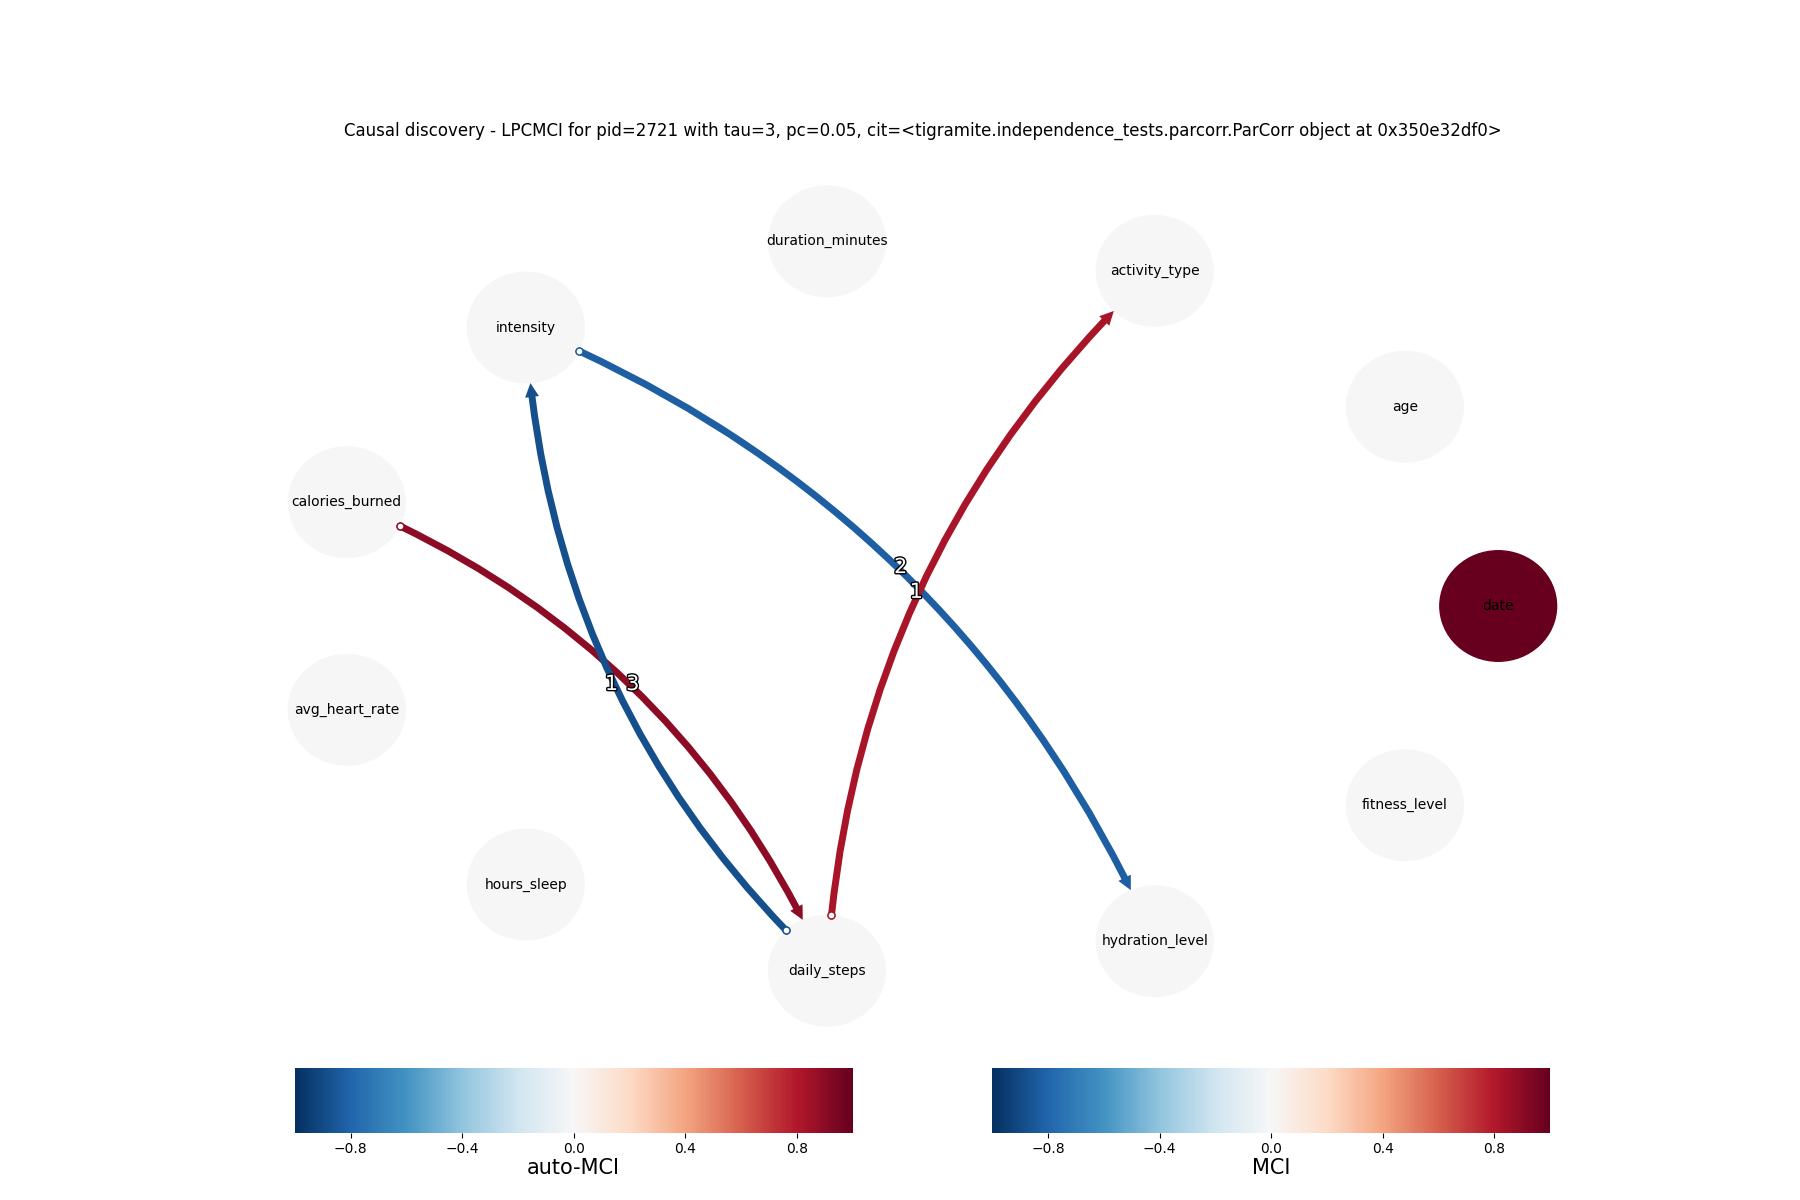 Causal discovery - LPCMCI for pid=2721 with tau=3, pc=0.05, cit=<tigramite.independence_tests.parcorr.ParCorr object at 0x350e32df0>
duration_minutes
activity_type
intensity
age
calories_burned
2
1
date
1 3
avg_heart_rate
fitness_level
hours_sleep
hydration_level
daily_steps
−0.8 −0.4 0.0 0.4 0.8
auto-MCI
−0.8 −0.4 0.0 0.4 0.8
MCI